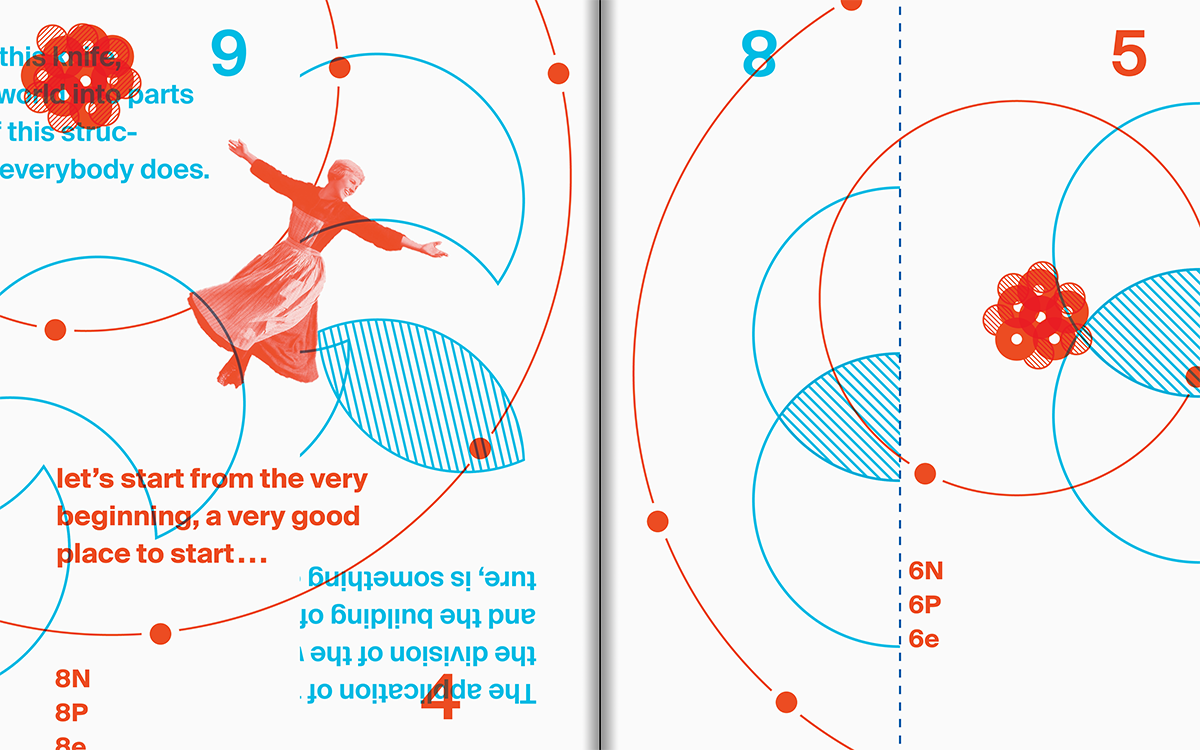 this knife,
world into parts
f this struc-
everybody does.
9
let’s start from the very
beginning, a very good
place to start...
8N
8P
8e
The application of
the division of the
and the building of
ture, is something
4
8
5
6N
6P
6e